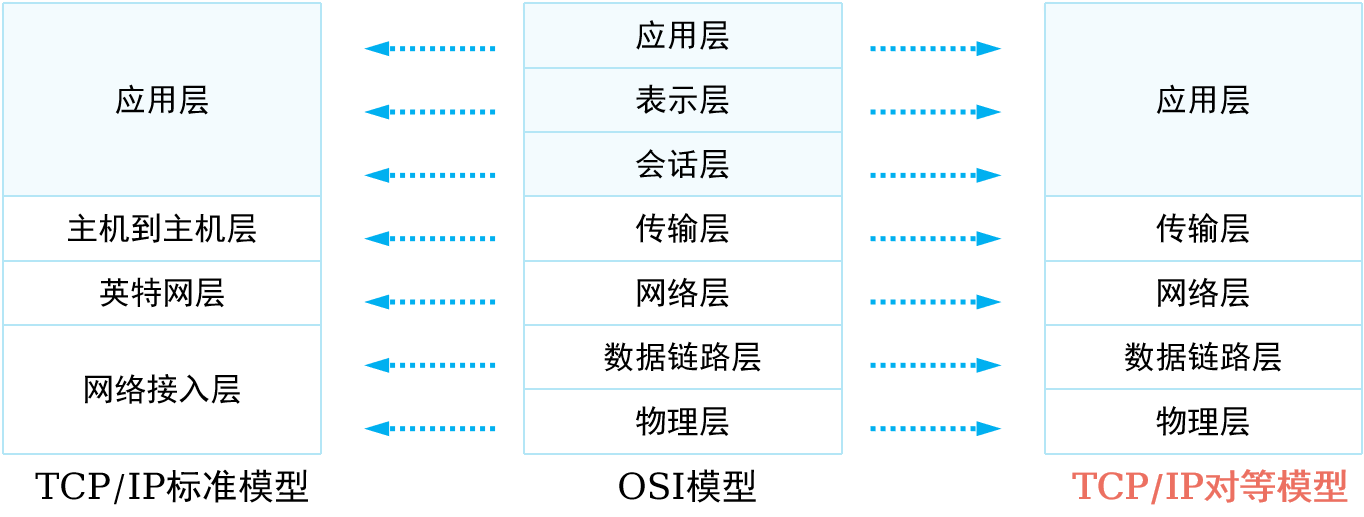 应用层
主机到主机层
英特网层
网络接入层
TCP/IP标准模型
应用层
表示层
会话层
传输层
网络层
数据链路层
物理层
OSI模型
应用层
传输层
网络层
数据链路层
物理层
TCP/IP对等模型